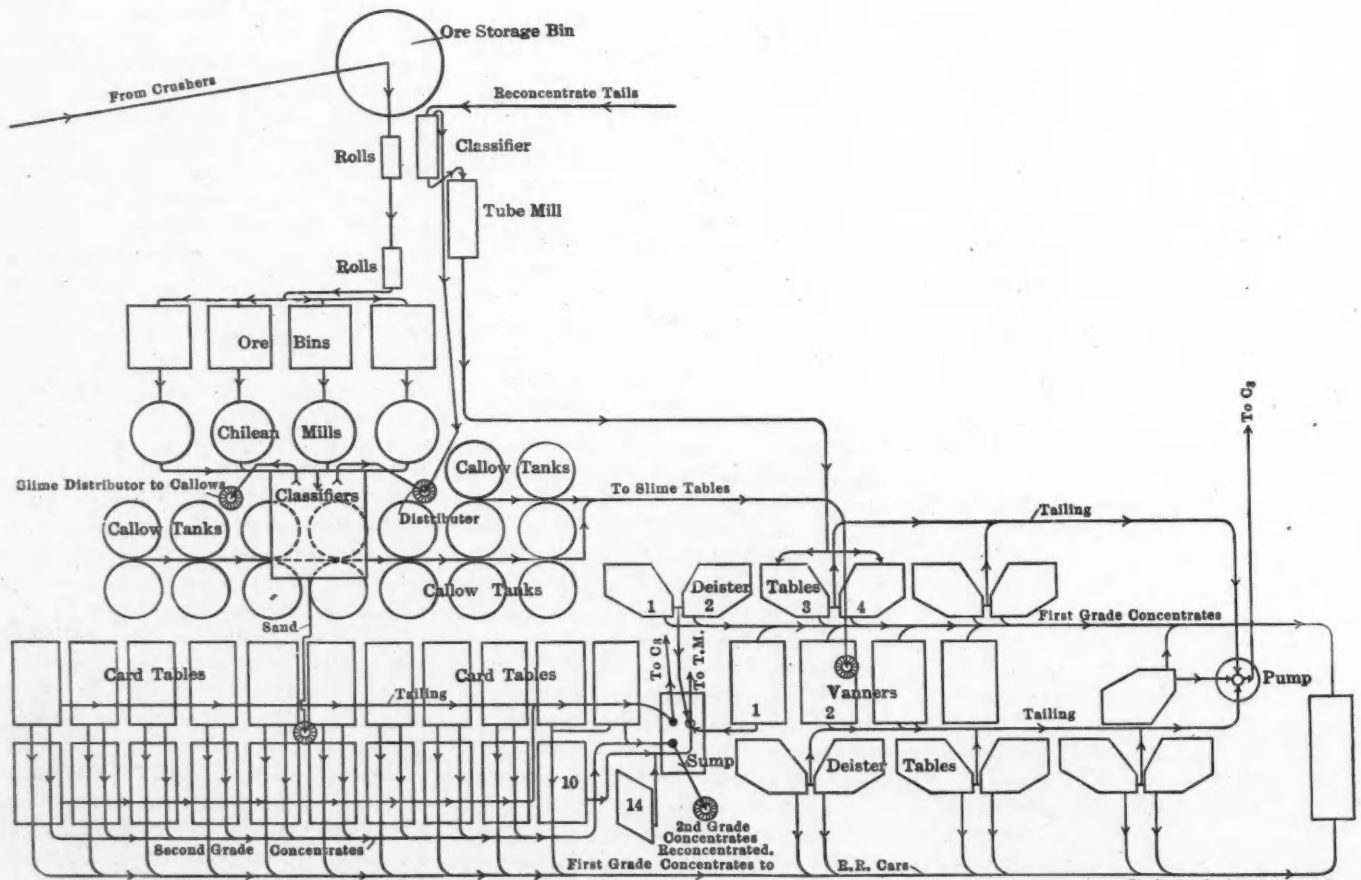 Ore Storage Bin
From Crushers
Reconcentrate Tails
Rolls
Classifier
Tube Mill
Rolls
Ore Bins
Chilean Mills
To C3
Callow Tanks
Slime Distributor to Callows
Classifiers
To Slime Tables
Distributor
Tailing
Callow Tanks
Callow Tanks
Deister
Tables
1
2
3
4
Sand
First Grade Concentrates
To C3
To T.M.
Card Tables
Card Tables
Tailing
Vanners
1
2
Pump
Tailing
Sump
Deister
Tables
10
14
2nd Grade
Concentrates
Reconcentrated.
Second Grade Concentrates
First Grade Concentrates to
R.R. Cars